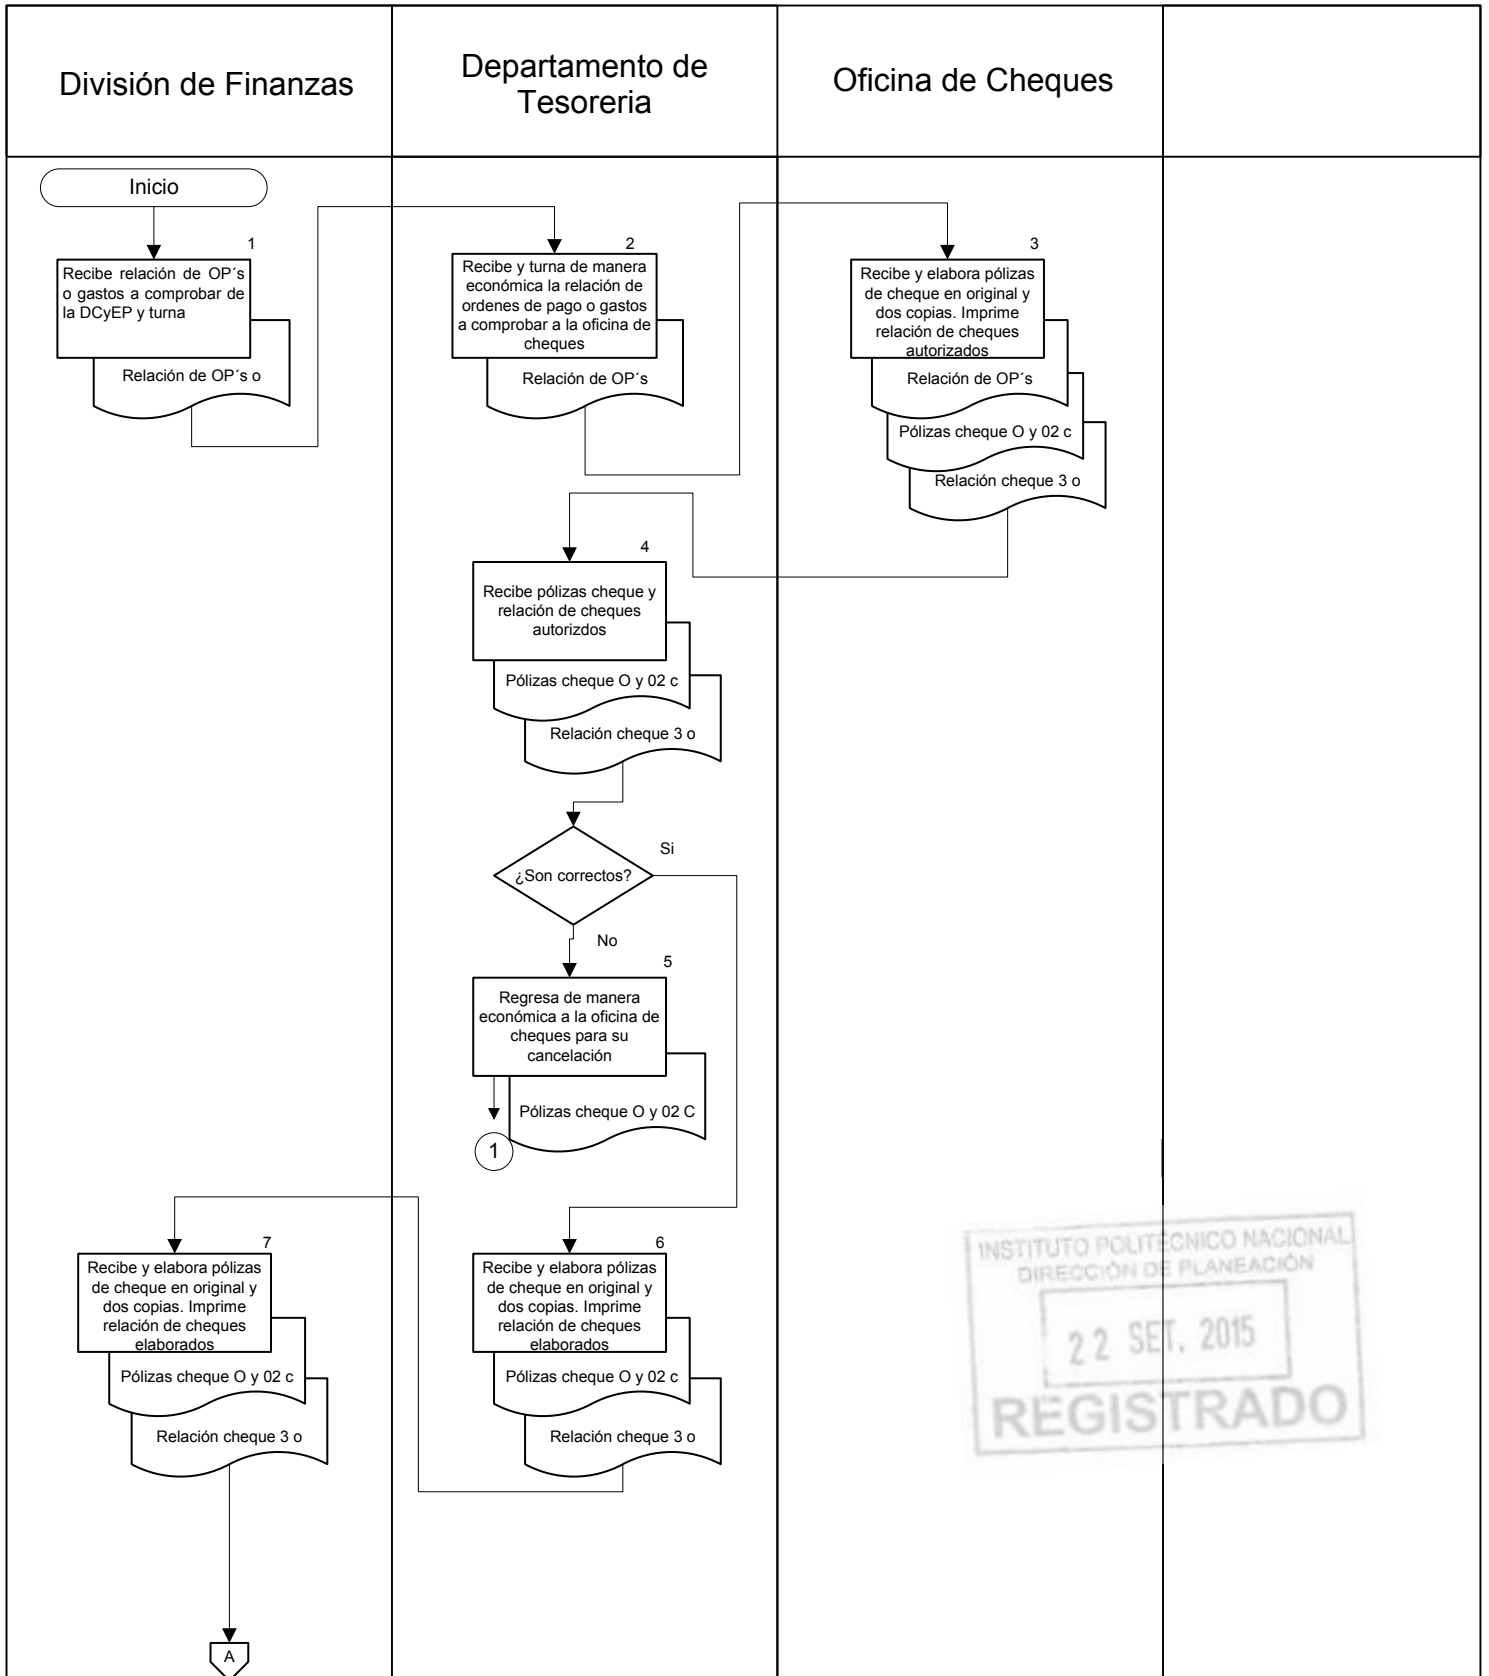 División de Finanzas
Departamento de
Tesoreria
Oficina de Cheques
Inicio
1
Recibe relación de OP´s
o gastos a comprobar de
la DCyEP y turna
Relación de OP´s o
2
Recibe y turna de manera
económica la relación de
ordenes de pago o gastos
a comprobar a la oficina de
cheques
Relación de OP´s
3
Recibe y elabora pólizas
de cheque en original y
dos copias. Imprime
relación de cheques
autorizados
Relación de OP´s
Pólizas cheque O y 02 c
Relación cheque 3 o
4
Recibe pólizas cheque y
relación de cheques
autorizdos
Pólizas cheque O y 02 c
Relación cheque 3 o
¿Son correctos?
Si
No
5
Regresa de manera
económica a la oficina de
cheques para su
cancelación
Pólizas cheque O y 02 C
1
6
Recibe y elabora pólizas
de cheque en original y
dos copias. Imprime
relación de cheques
elaborados
Pólizas cheque O y 02 c
Relación cheque 3 o
7
Recibe y elabora pólizas
de cheque en original y
dos copias. Imprime
relación de cheques
elaborados
Pólizas cheque O y 02 c
Relación cheque 3 o
A
INSTITUTO POLITÉCNICO NACIONAL
DIRECCIÓN DE PLANEACIÓN
22 SET. 2015
REGISTRADO